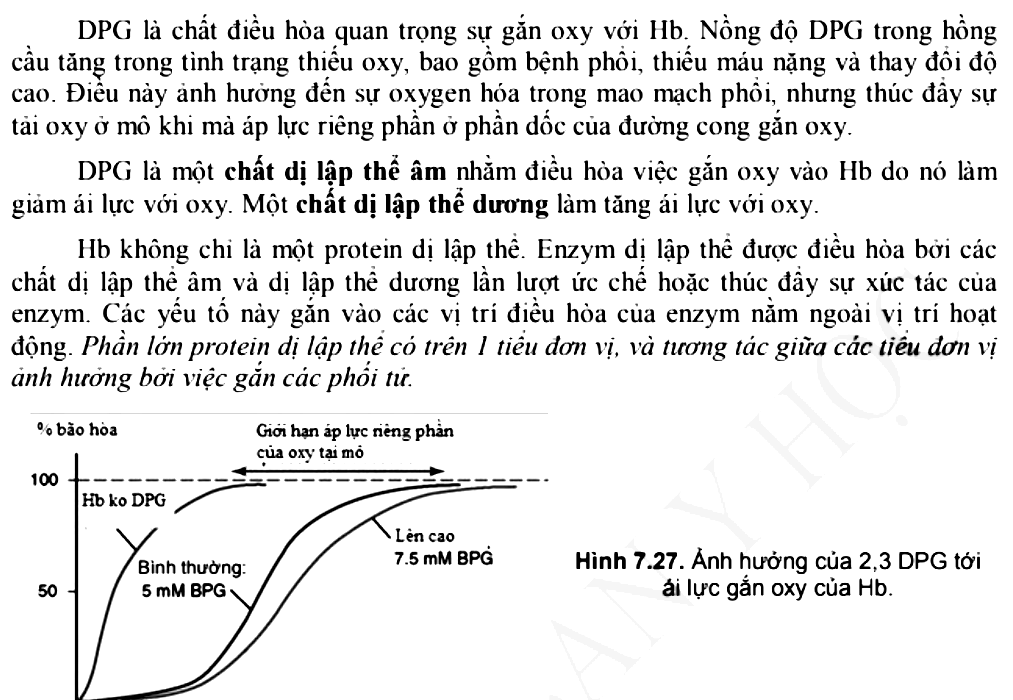 DPG là chất điều hòa quan trọng sự gắn oxy với Hb. Nồng độ DPG trong hồng
cầu tăng trong tình trạng thiếu oxy, bao gồm bệnh phổi, thiếu máu nặng và thay đổi độ
cao. Điều này ảnh hưởng đến sự oxygen hóa trong mao mạch phổi, nhưng thúc đẩy sự
tải oxy ở mô khi mà áp lực riêng phần ở phần dốc của đường cong gắn oxy.
DPG là một chất dị lập thể âm nhằm điều hòa việc gắn oxy vào Hb do nó làm
giảm ái lực với oxy. Một chất dị lập thể dương làm tăng ái lực với oxy.
Hb không chỉ là một protein dị lập thể. Enzym dị lập thể được điều hòa bởi các
chất dị lập thể âm và dị lập thể dương lần lượt ức chế hoặc thúc đẩy sự xúc tác của
enzym. Các yếu tố này gắn vào các vị trí điều hòa của enzym nằm ngoài vị trí hoạt
động. Phần lớn protein dị lập thể có trên 1 tiểu đơn vị, và tương tác giữa các tiểu đơn vị
ảnh hưởng bởi việc gắn các phối tử.
% bão hòa
Giới hạn áp lực riêng phần
của oxy tại mô
100
Hb ko DPG
Lên cao
7.5 mM BPG
Bình thường:
5 mM BPG
50
Hình 7.27. Ảnh hưởng của 2,3 DPG tới
ái lực gắn oxy của Hb.